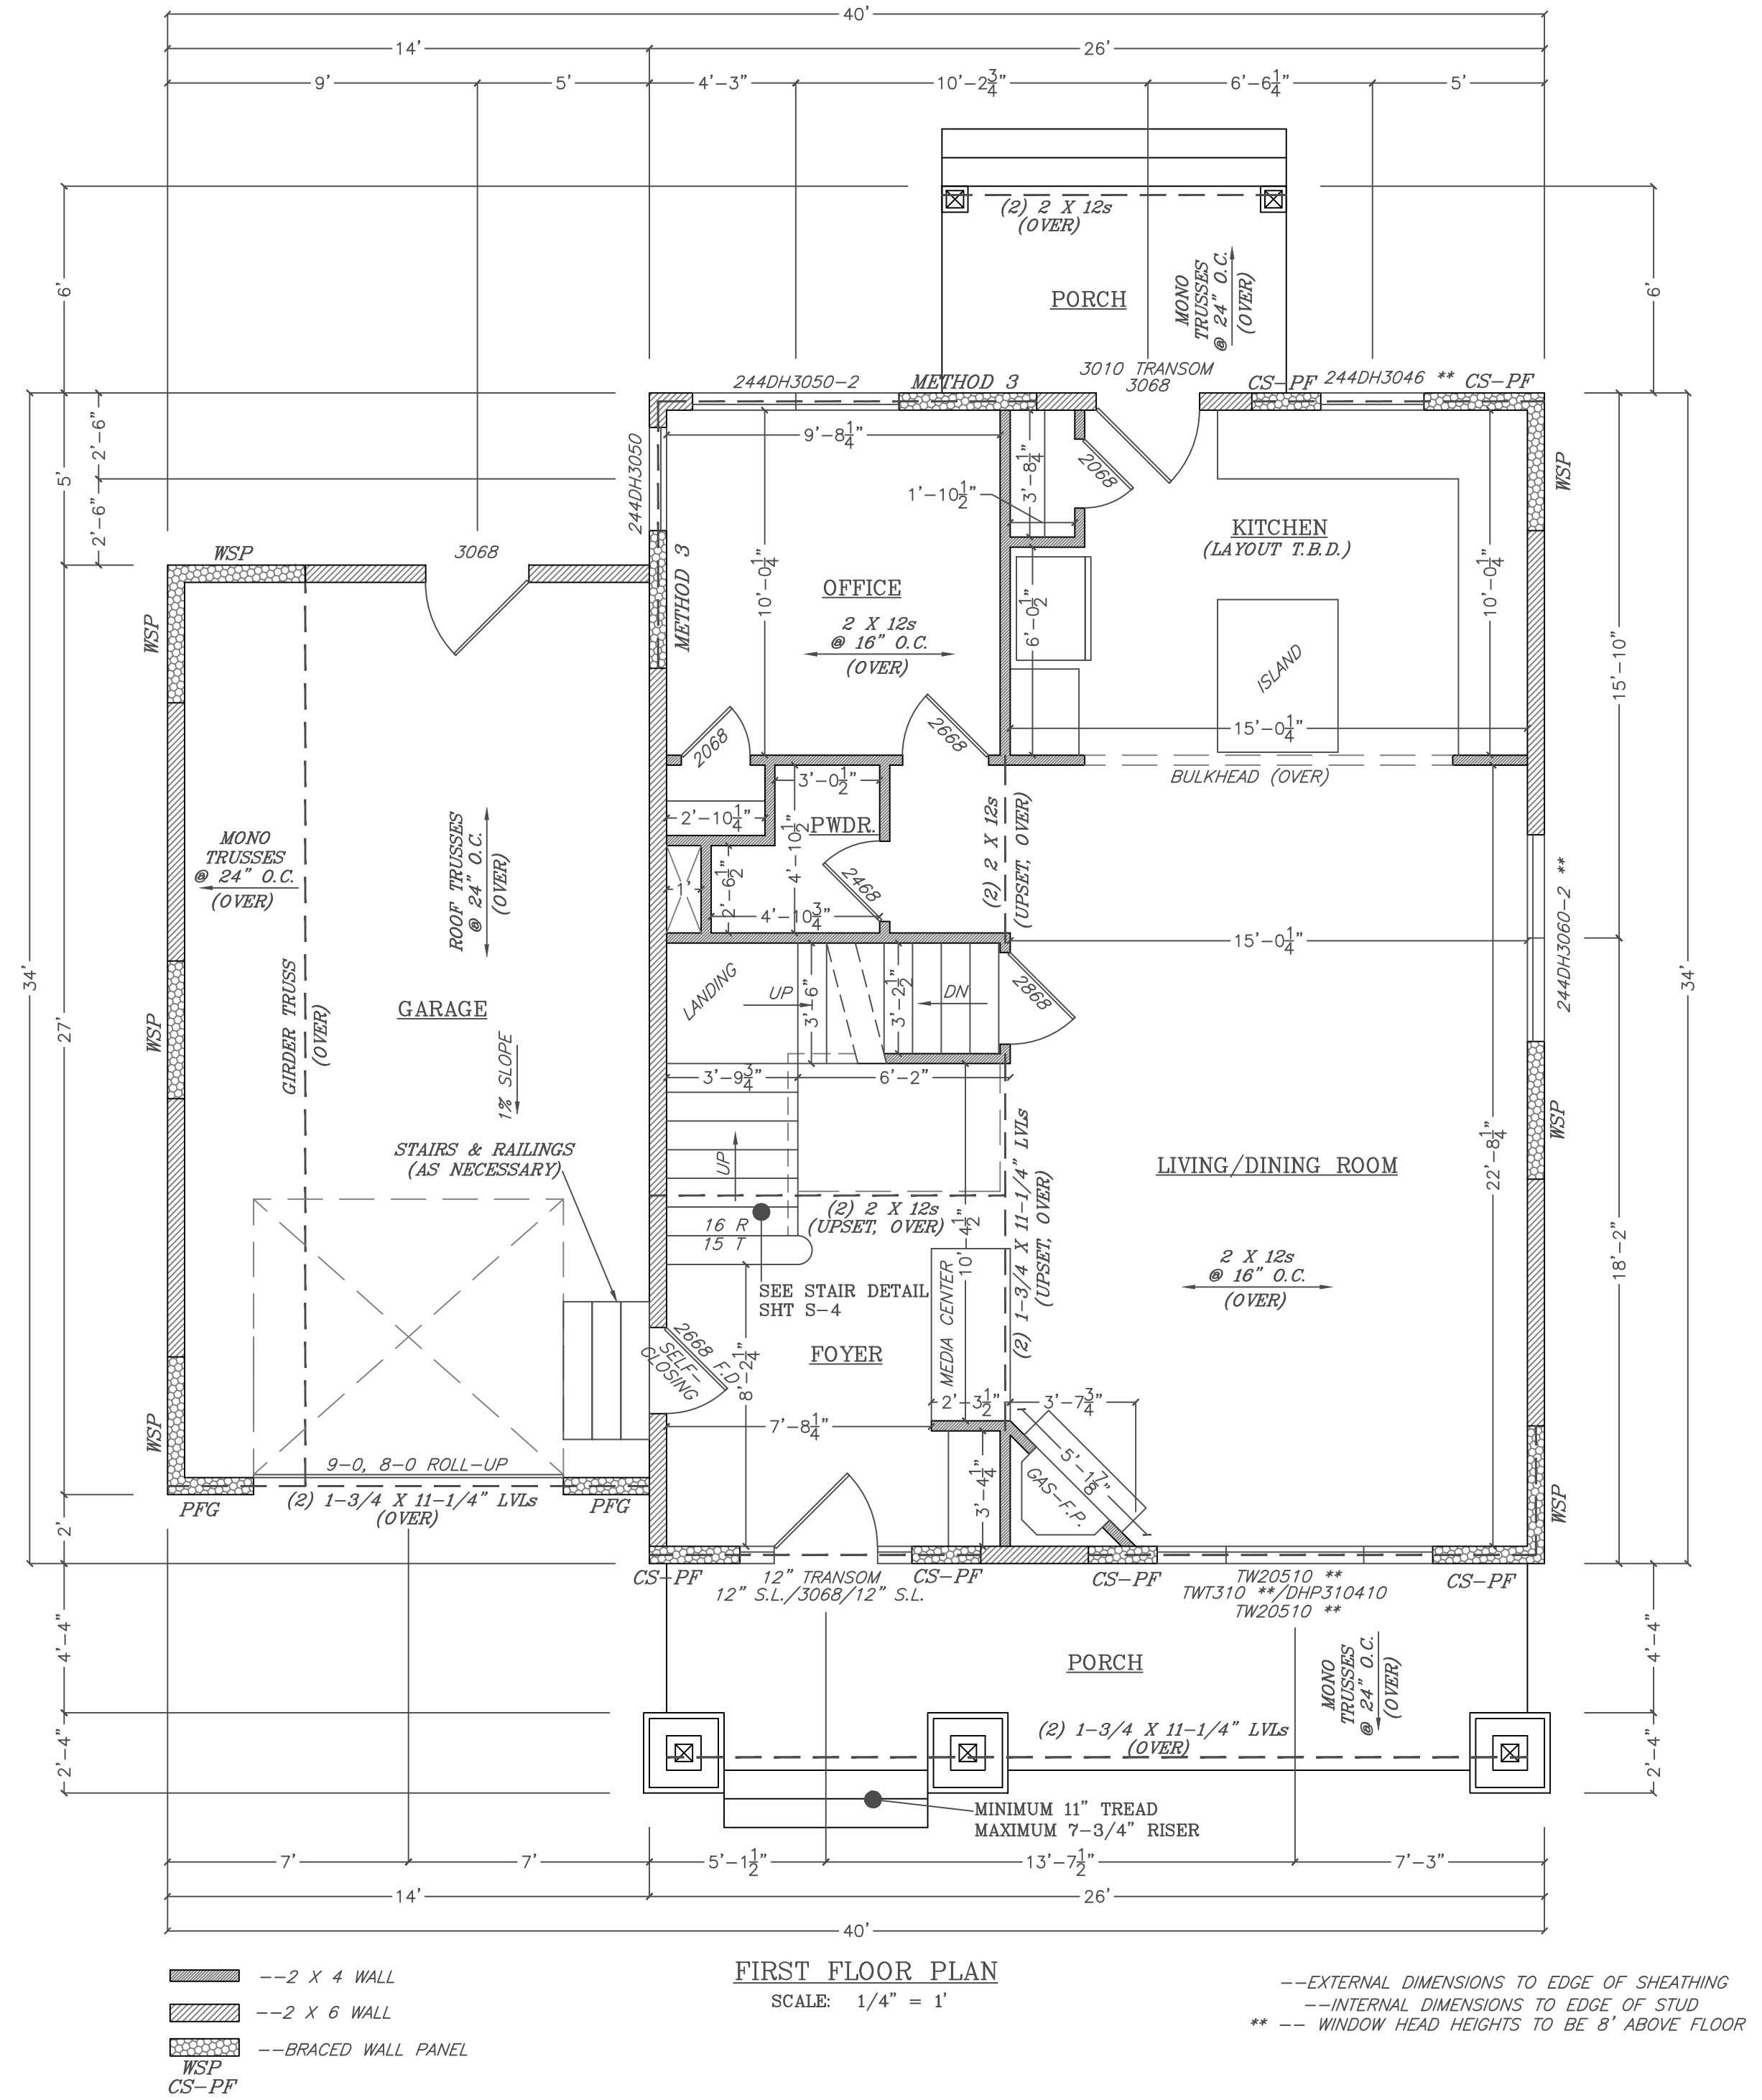 40'
14'
26'
9'
5'
4'-3"
10'-2 3/4"
6'-6 1/4"
5'
(2) 2 X 12s
(OVER)
PORCH
MONO
TRUSSES
@ 24" O.C.
(OVER)
6'
6'
3010 TRANSOM
3068
244DH3050-2
METHOD 3
CS-PF
244DH3046 **
CS-PF
5'
2'-6"
2'-6"
244DH3050
METHOD 3
9'-8 1/4"
3'-8 1/4"
2068
1'-10 1/2"
WSP
KITCHEN
(LAYOUT T.B.D.)
10'-0 1/4"
10'-0 1/4"
6'-0 1/2"
OFFICE
2 X 12s
@ 16" O.C.
(OVER)
ISLAND
15'-0 1/4"
15'-10"
WSP
3068
WSP
2068
2668
BULKHEAD (OVER)
3'-0 1/2"
2'-10 1/4"
PWDR.
4'-10 1/2"
2'-6 1/2"
1'
2468
4'-10 3/4"
(2) 2 X 12s
(UPSET, OVER)
15'-0 1/4"
244DH3060-2 **
MONO
TRUSSES
@ 24" O.C.
(OVER)
ROOF TRUSSES
@ 24" O.C.
(OVER)
GIRDER TRUSS
(OVER)
GARAGE
1% SLOPE
WSP
34'
27'
34'
LANDING
UP
3'-6"
3'-2 1/2"
DN
2868
3'-9 3/4"
6'-2"
UP
STAIRS & RAILINGS
(AS NECESSARY)
16 R
15 T
(2) 2 X 12s
(UPSET, OVER)
10'-4 1/2"
(2) 1-3/4 X 11-1/4" LVLs
(UPSET, OVER)
WSP
LIVING/DINING ROOM
22'-8 1/4"
2 X 12s
@ 16" O.C.
(OVER)
18'-2"
SEE STAIR DETAIL
SHT S-4
MEDIA CENTER
FOYER
2668 F.D.
SELF-
CLOSING
8'-2 1/4"
2'-3 1/2"
3'-7 3/4"
7'-8 1/4"
3'-4 1/4"
5'-1 7/8"
GAS-F.P.
WSP
WSP
9-0, 8-0 ROLL-UP
PFG
(2) 1-3/4 X 11-1/4" LVLs
(OVER)
PFG
2'
CS-PF
12" TRANSOM
12" S.L./3068/12" S.L.
CS-PF
CS-PF
TW20510 **
TWT310 **/DHP310410
TW20510 **
CS-PF
4'-4"
4'-4"
PORCH
MONO
TRUSSES
@ 24" O.C.
(OVER)
(2) 1-3/4 X 11-1/4" LVLs
(OVER)
2'-4"
2'-4"
MINIMUM 11" TREAD
MAXIMUM 7-3/4" RISER
7'
7'
5'-1 1/2"
13'-7 1/2"
7'-3"
14'
26'
40'
FIRST FLOOR PLAN
SCALE: 1/4" = 1'
--2 X 4 WALL
--2 X 6 WALL
--BRACED WALL PANEL
WSP
CS-PF
--EXTERNAL DIMENSIONS TO EDGE OF SHEATHING
--INTERNAL DIMENSIONS TO EDGE OF STUD
** -- WINDOW HEAD HEIGHTS TO BE 8' ABOVE FLOOR